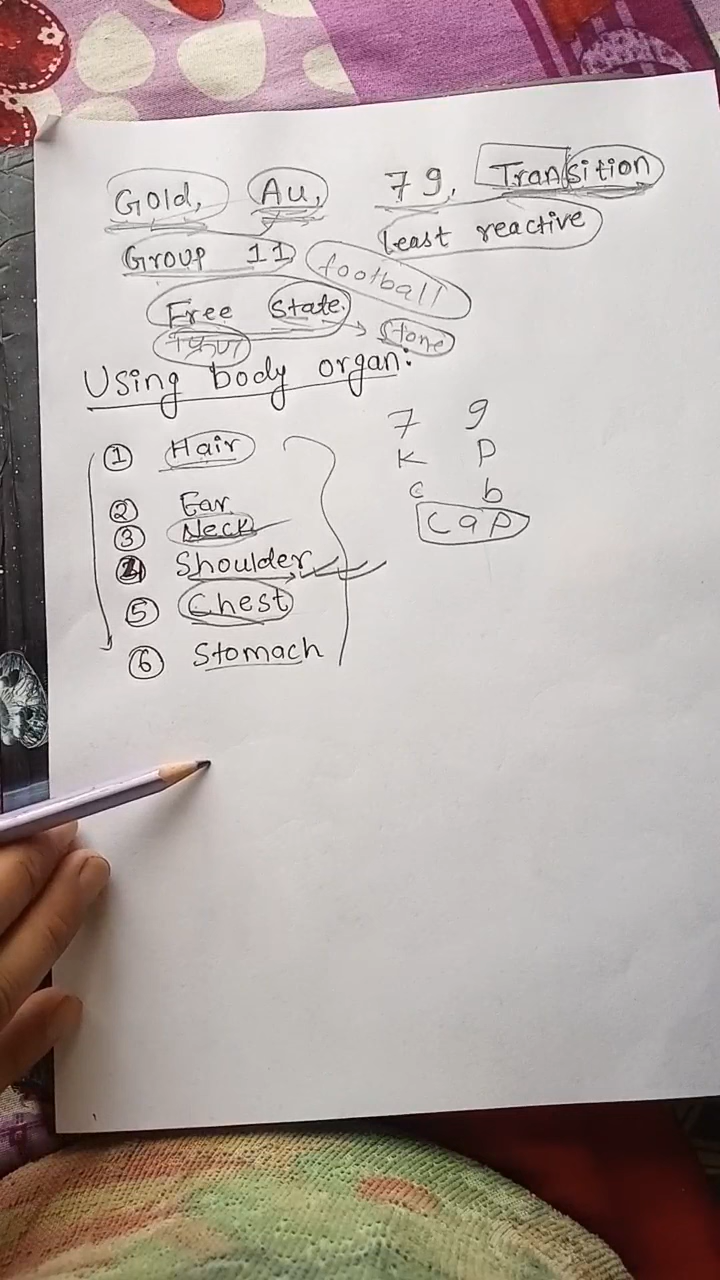 Gold, Au, 79, Transition
Group 11 Least reactive
football
Free State. Stone
Using body organ:
7 9
① Hair K P
c b
② Ear Cap
③ Neck
④ Shoulder
⑤ Chest
⑥ Stomach